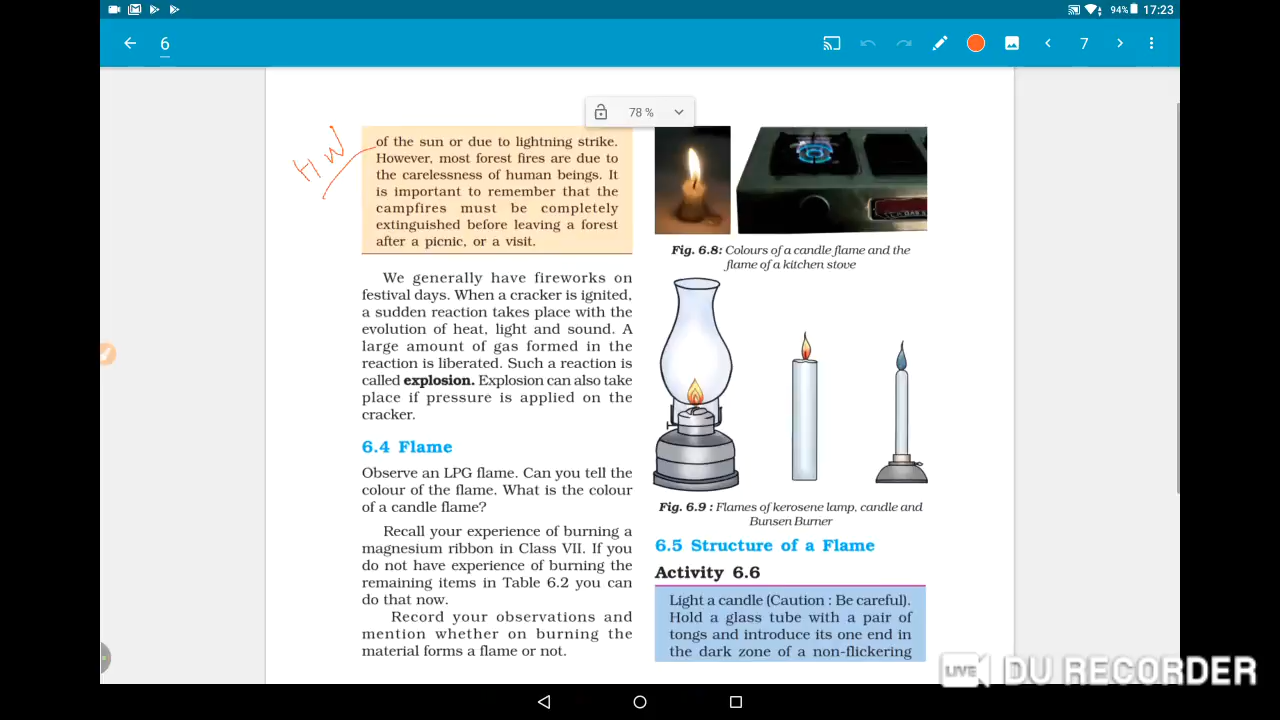 94% 17:23
6
7
78 %
HW
of the sun or due to lightning strike.
However, most forest fires are due to
the carelessness of human beings. It
is important to remember that the
campfires must be completely
extinguished before leaving a forest
after a picnic, or a visit.
We generally have fireworks on
festival days. When a cracker is ignited,
a sudden reaction takes place with the
evolution of heat, light and sound. A
large amount of gas formed in the
reaction is liberated. Such a reaction is
called explosion. Explosion can also take
place if pressure is applied on the
cracker.
6.4 Flame
Observe an LPG flame. Can you tell the
colour of the flame. What is the colour
of a candle flame?
Recall your experience of burning a
magnesium ribbon in Class VII. If you
do not have experience of burning the
remaining items in Table 6.2 you can
do that now.
Record your observations and
mention whether on burning the
material forms a flame or not.
Fig. 6.8: Colours of a candle flame and the
flame of a kitchen stove
Fig. 6.9 : Flames of kerosene lamp, candle and
Bunsen Burner
6.5 Structure of a Flame
Activity 6.6
Light a candle (Caution : Be careful).
Hold a glass tube with a pair of
tongs and introduce its one end in
the dark zone of a non-flickering
LIVE DU RECORDER